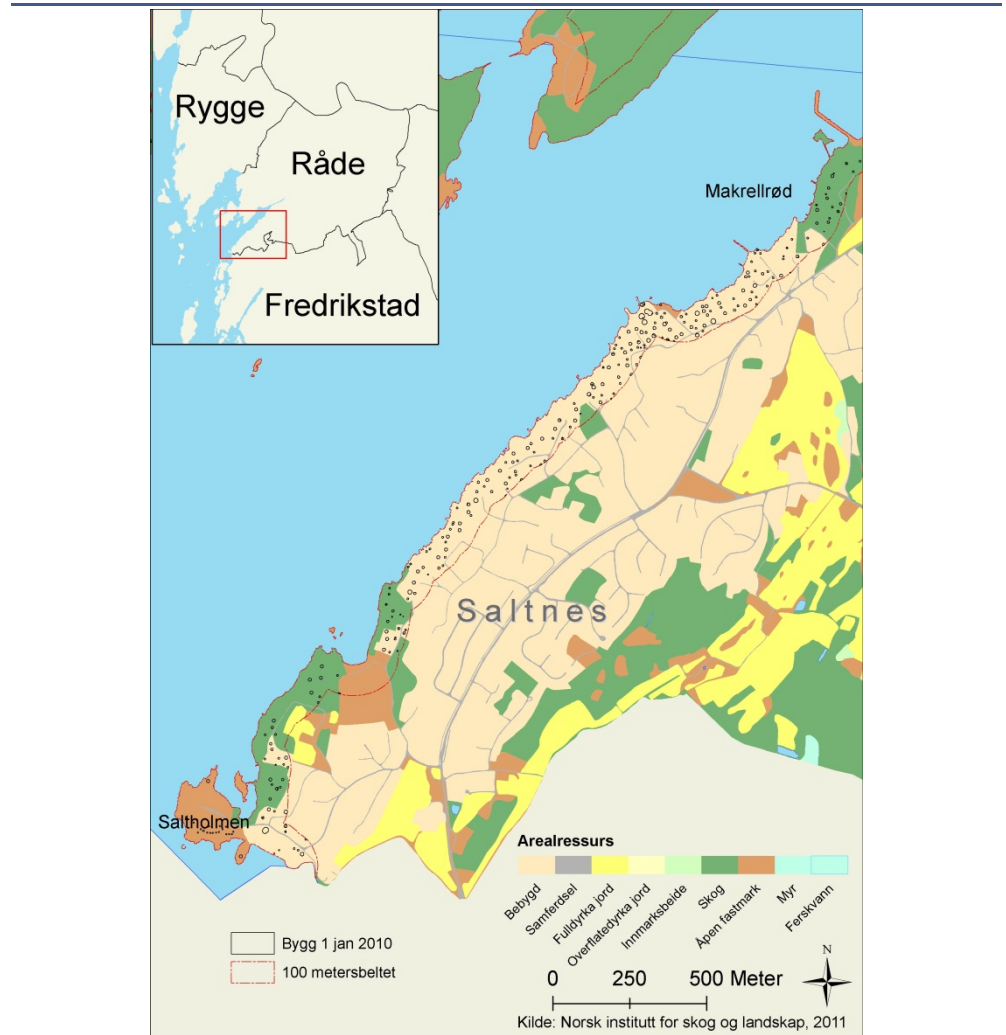 Rygge
Råde
Fredrikstad
Makrellrød
Saltnes
Saltholmen
Arealressurs
Bebygd
Samferdsel
Fulldyrka jord
Overflatedyrka jord
Innmarksbeide
Skog
Åpen fastmark
Myr
Ferskvann
Bygg 1 jan 2010
100 metersbeltet
N
0 250 500 Meter
Kilde: Norsk institutt for skog og landskap, 2011